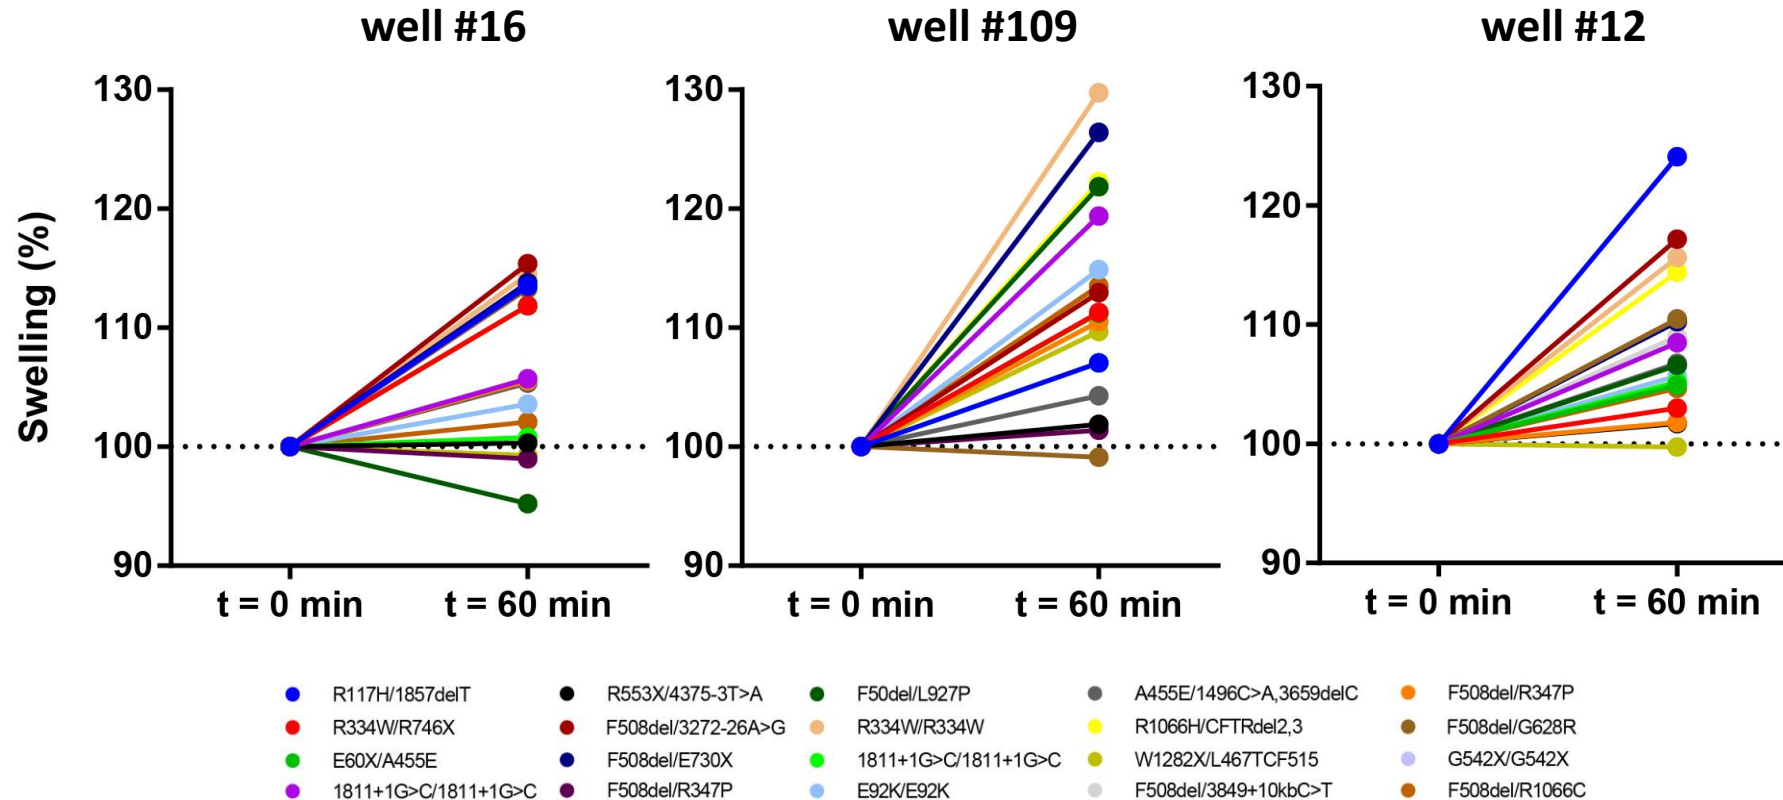 well #16 well #109 well #12
Swelling (%)
130 130 130
120 120 120
110 110 110
100 100 100
90 90 90
t = 0 min t = 60 min t = 0 min t = 60 min t = 0 min t = 60 min
R117H/1857delT R553X/4375-3T>A F50del/L927P A455E/1496C>A,3659delC F508del/R347P
R334W/R746X F508del/3272-26A>G R334W/R334W R1066H/CFTRdel2,3 F508del/G628R
E60X/A455E F508del/E730X 1811+1G>C/1811+1G>C W1282X/L467TCF515 G542X/G542X
1811+1G>C/1811+1G>C F508del/R347P E92K/E92K F508del/3849+10kbC>T F508del/R1066C